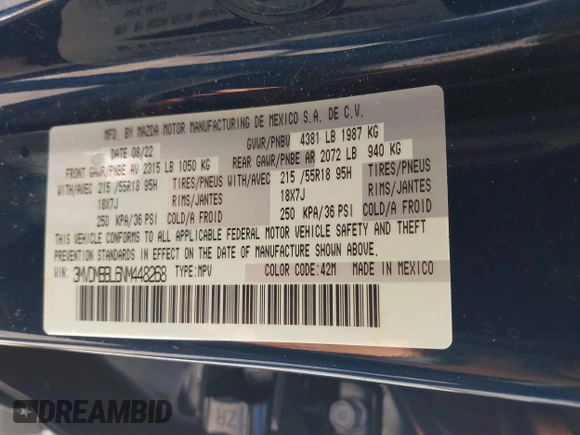 MFD. BY MAZDA MOTOR MANUFACTURING DE MEXICO S.A. DE C.V.
DATE 08/22 GVWR/PNBV 4381 LB 1987 KG
FRONT GAWR/PNBE AV 2315 LB 1050 KG REAR GAWR/PNBE AR 2072 LB 940 KG
WITH/AVEC 215 /55R18 95H TIRES/PNEUS WITH/AVEC 215 /55R18 95H TIRES/PNEUS
18X7J RIMS/JANTES 18X7J RIMS/JANTES
250 KPA/36 PSI COLD/A FROID 250 KPA/36 PSI COLD/A FROID
THIS VEHICLE CONFORMS TO ALL APPLICABLE FEDERAL MOTOR VEHICLE SAFETY AND THEFT
PREVENTION STANDARDS IN EFFECT ON THE DATE OF MANUFACTURE SHOWN ABOVE.
VIN: 3MVDMBBL6NM448268 TYPE:MPV COLOR CODE:42M MADE IN MEXICO
ZR
DREAMBID